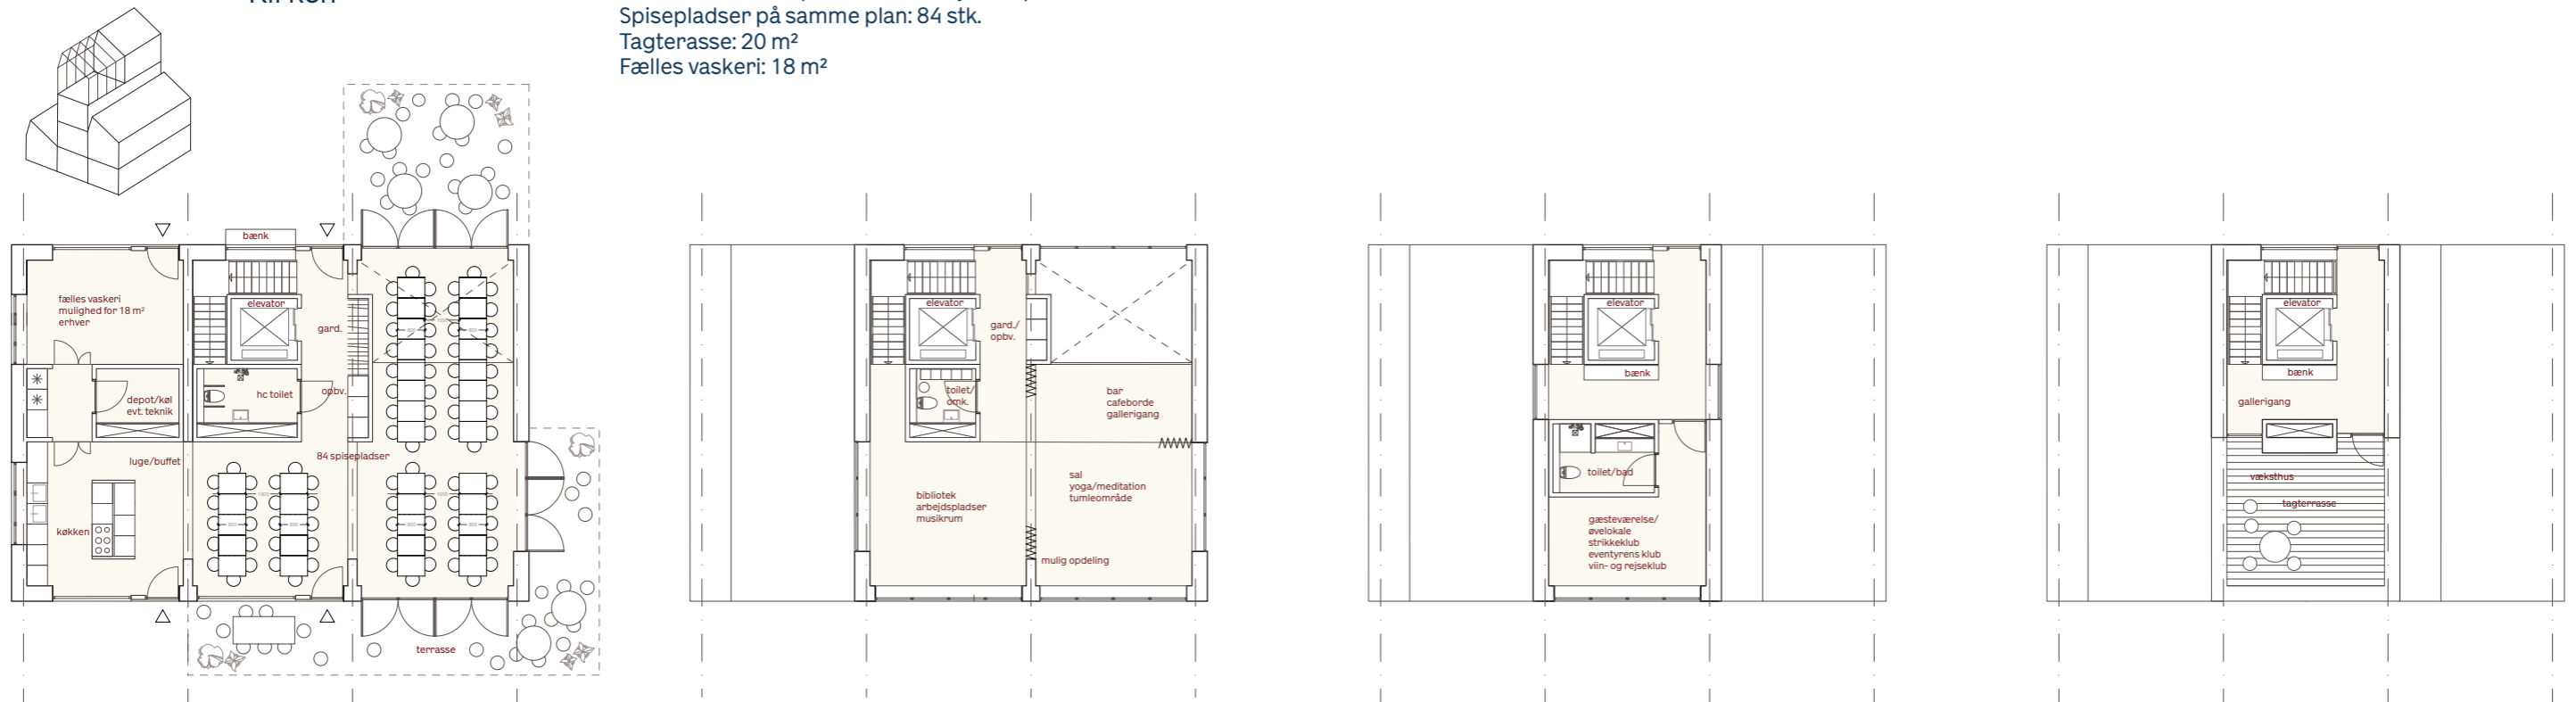 Spisepladser på samme plan: 84 stk.
Tagterasse: 20 m²
Fælles vaskeri: 18 m²
bænk
fælles vaskeri
mulighed for 18 m²
erhver
elevator
gard.
depot/køl
evt. teknik
hc toilet
opbv.
luge/buffet
84 spisepladser
køkken
terrasse
elevator
gard./
opbv.
toilet/
omk.
bar
cafeborde
gallerigang
bibliotek
arbejdspladser
musikrum
sal
yoga/meditation
tumleområde
mulig opdeling
elevator
bænk
toilet/bad
gæsteværelse/
øvelokale
strikkeklub
eventyrens klub
viin- og rejseklub
elevator
bænk
gallerigang
væksthus
tagterrasse